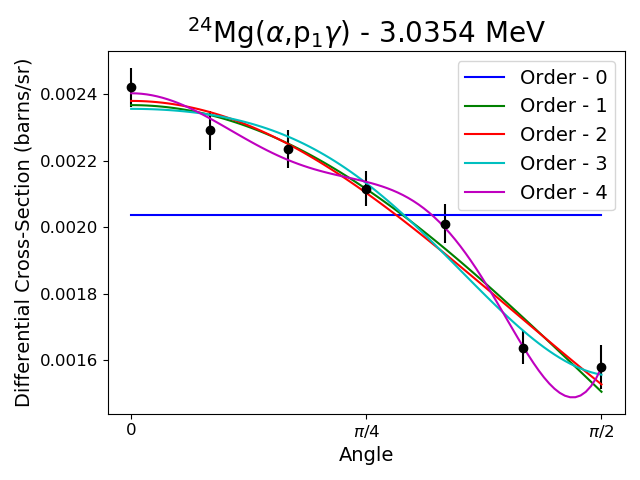 ²⁴Mg(α,p₁γ) - 3.0354 MeV
Differential Cross-Section (barns/sr)
0.0024
0.0022
0.0020
0.0018
0.0016
Order - 0
Order - 1
Order - 2
Order - 3
Order - 4
0
π/4
π/2
Angle